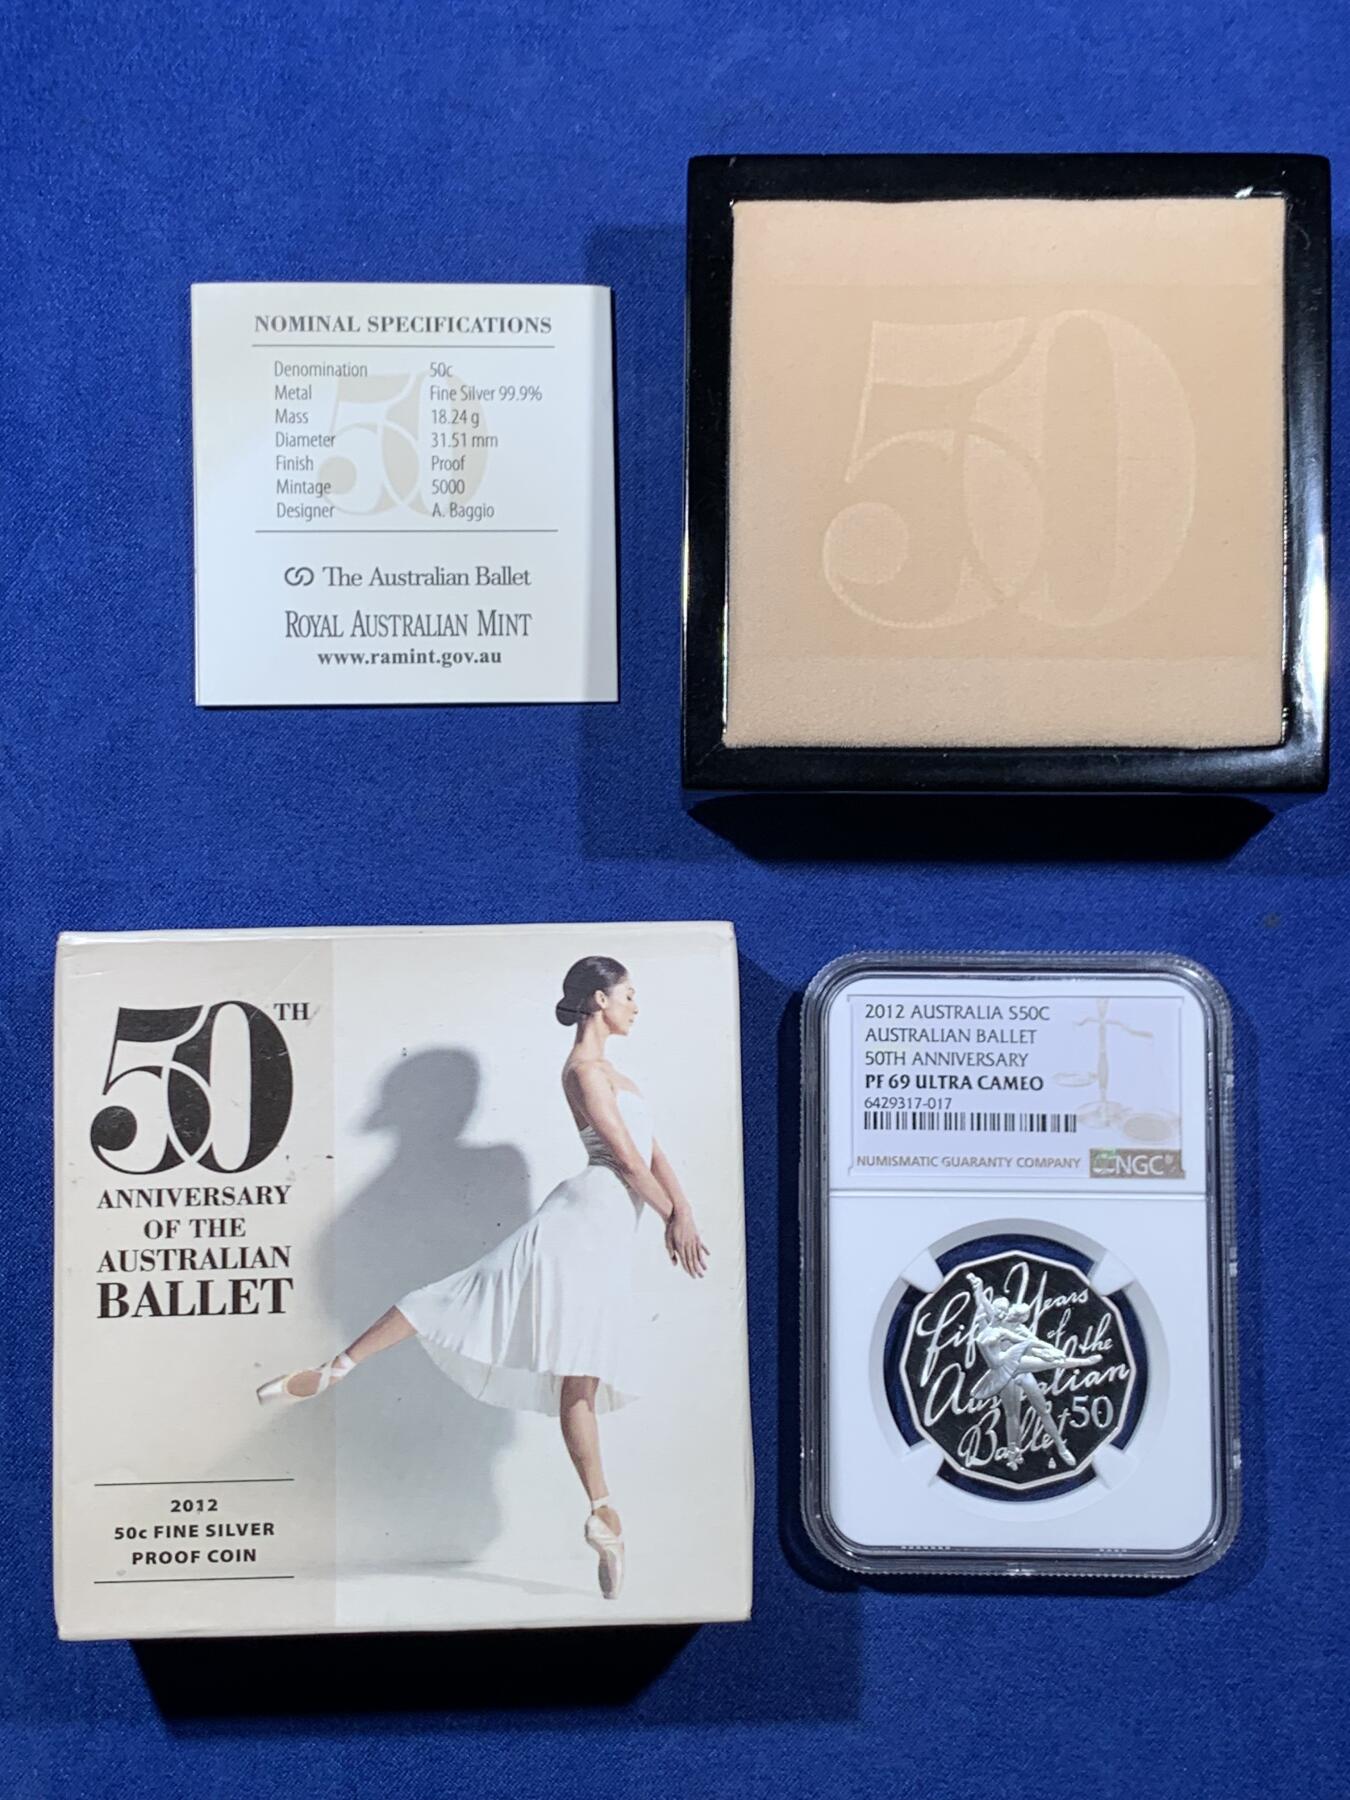 NOMINAL SPECIFICATIONS
Denomination 50c
Metal Fine Silver 99.9%
Mass 18.24 g
Diameter 31.51 mm
Finish Proof
Mintage 5000
Designer A. Baggio
50
The Australian Ballet
ROYAL AUSTRALIAN MINT
www.ramint.gov.au
50
50TH
ANNIVERSARY
OF THE
AUSTRALIAN
BALLET
2012
50c FINE SILVER
PROOF COIN
2012 AUSTRALIA S50C
AUSTRALIAN BALLET
50TH ANNIVERSARY
PF 69 ULTRA CAMEO
6429317-017
NUMISMATIC GUARANTY COMPANY NGC
Years
of the
Ballet 50